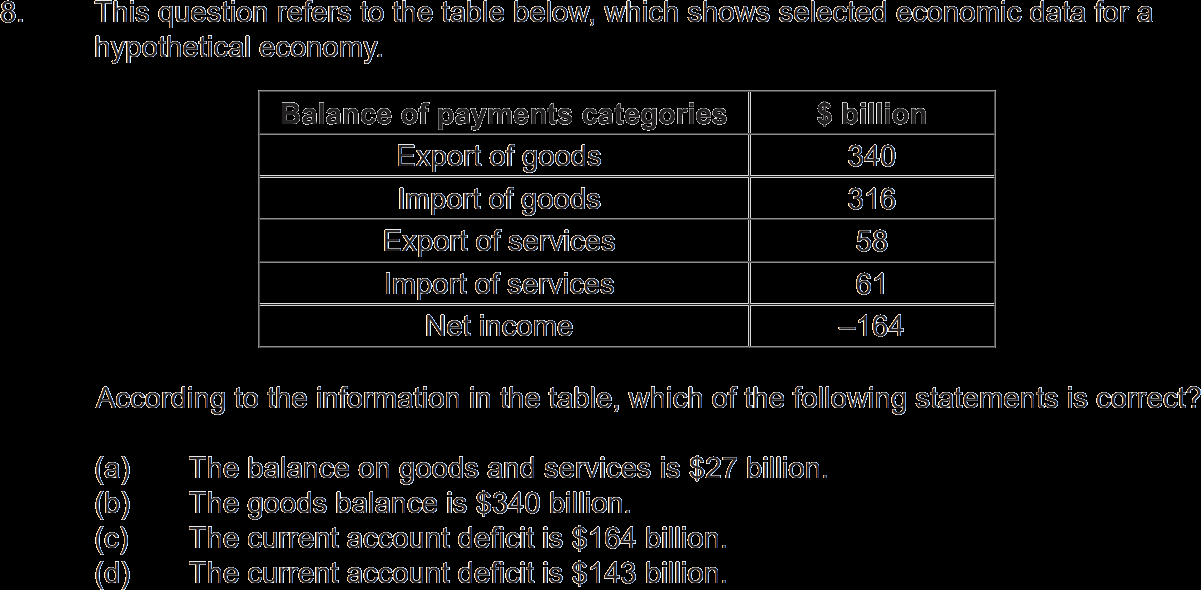 8. This question refers to the table below, which shows selected economic data for a
hypothetical economy.
Balance of payments categories $ billion
Export of goods 340
Import of goods 316
Export of services 58
Import of services 61
Net income –164
According to the information in the table, which of the following statements is correct?
(a) The balance on goods and services is $27 billion.
(b) The goods balance is $340 billion.
(c) The current account deficit is $164 billion.
(d) The current account deficit is $143 billion.